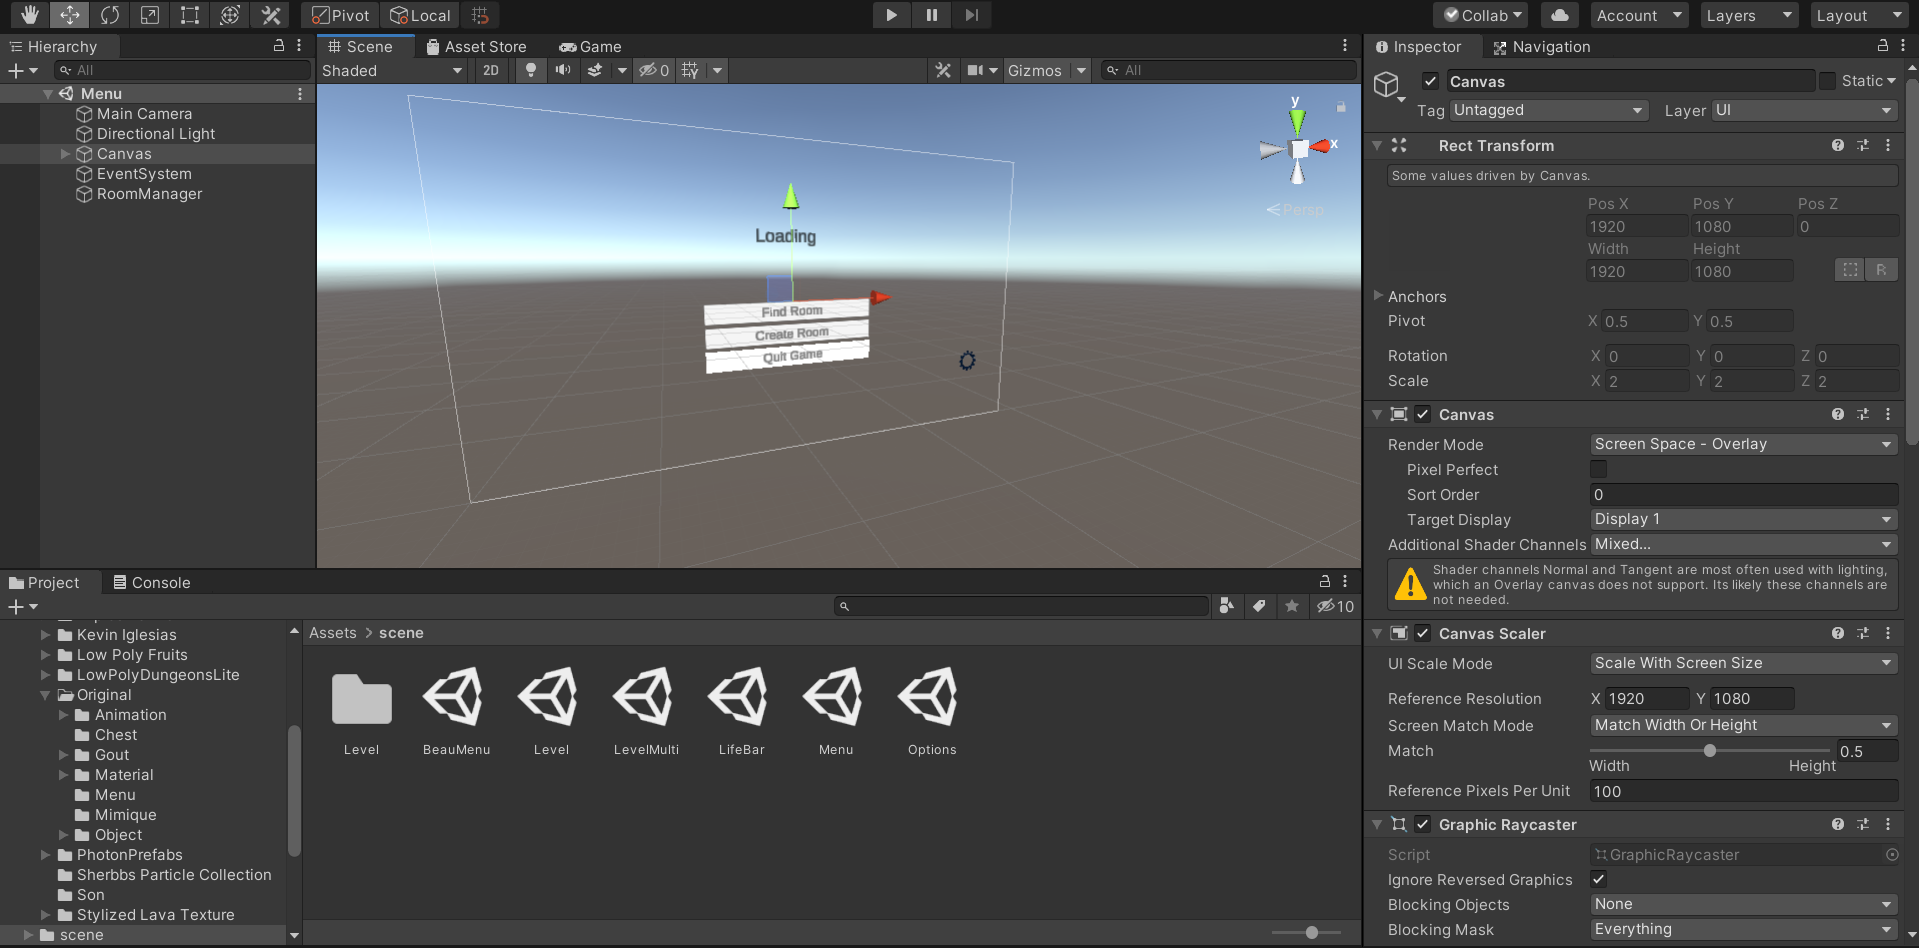 Pivot Local
Collab Account Layers Layout
Hierarchy
All
Menu
Main Camera
Directional Light
Canvas
EventSystem
RoomManager
Scene Asset Store Game
Shaded 2D 0 Gizmos All
y
x
Persp
Loading
Find Room
Create Room
Quit Game
Project Console
10
Kevin Iglesias
Low Poly Fruits
LowPolyDungeonsLite
Original
Animation
Chest
Gout
Material
Menu
Mimique
Object
PhotonPrefabs
Sherbbs Particle Collection
Son
Stylized Lava Texture
scene
Assets > scene
Level BeauMenu Level LevelMulti LifeBar Menu Options
Inspector Navigation
Canvas Static
Tag Untagged Layer UI
Rect Transform
Some values driven by Canvas.
Pos X Pos Y Pos Z
1920 1080 0
Width Height
1920 1080 R
Anchors
Pivot X 0.5 Y 0.5
Rotation X 0 Y 0 Z 0
Scale X 2 Y 2 Z 2
Canvas
Render Mode Screen Space - Overlay
Pixel Perfect
Sort Order 0
Target Display Display 1
Additional Shader Channels Mixed...
Shader channels Normal and Tangent are most often used with lighting,
which an Overlay canvas does not support. Its likely these channels are
not needed.
Canvas Scaler
UI Scale Mode Scale With Screen Size
Reference Resolution X 1920 Y 1080
Screen Match Mode Match Width Or Height
Match 0.5
Width Height
Reference Pixels Per Unit 100
Graphic Raycaster
Script GraphicRaycaster
Ignore Reversed Graphics
Blocking Objects None
Blocking Mask Everything